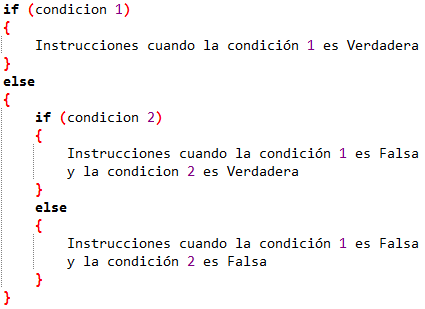 if (condicion 1)
{
Instrucciones cuando la condición 1 es Verdadera
}
else
{
if (condicion 2)
{
Instrucciones cuando la condición 1 es Falsa
y la condicion 2 es Verdadera
}
else
{
Instrucciones cuando la condición 1 es Falsa
y la condición 2 es Falsa
}
}